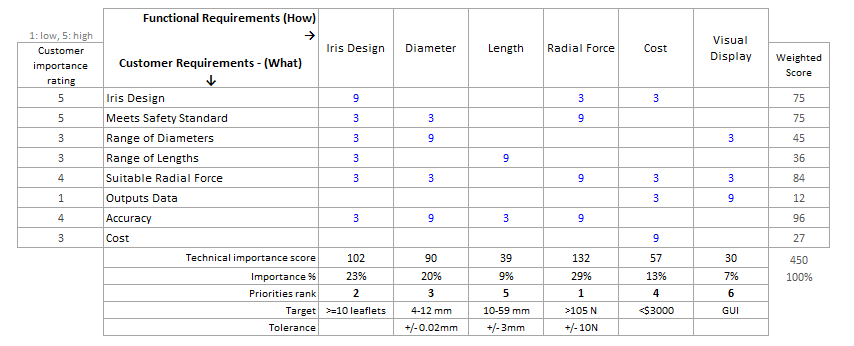 Functional Requirements (How)
1: low, 5: high →
Customer importance rating Customer Requirements - (What) ↓ Iris Design Diameter Length Radial Force Cost Visual Display Weighted Score
5 Iris Design 9 3 3 75
5 Meets Safety Standard 3 3 9 75
3 Range of Diameters 3 9 3 45
3 Range of Lengths 3 9 36
4 Suitable Radial Force 3 3 9 3 3 84
1 Outputs Data 3 9 12
4 Accuracy 3 9 3 9 96
3 Cost 9 27
Technical importance score 102 90 39 132 57 30 450
Importance % 23% 20% 9% 29% 13% 7% 100%
Priorities rank 2 3 5 1 4 6
Target >=10 leaflets 4-12 mm 10-59 mm >105 N <$3000 GUI
Tolerance +/-0.02mm +/-3mm +/-10N